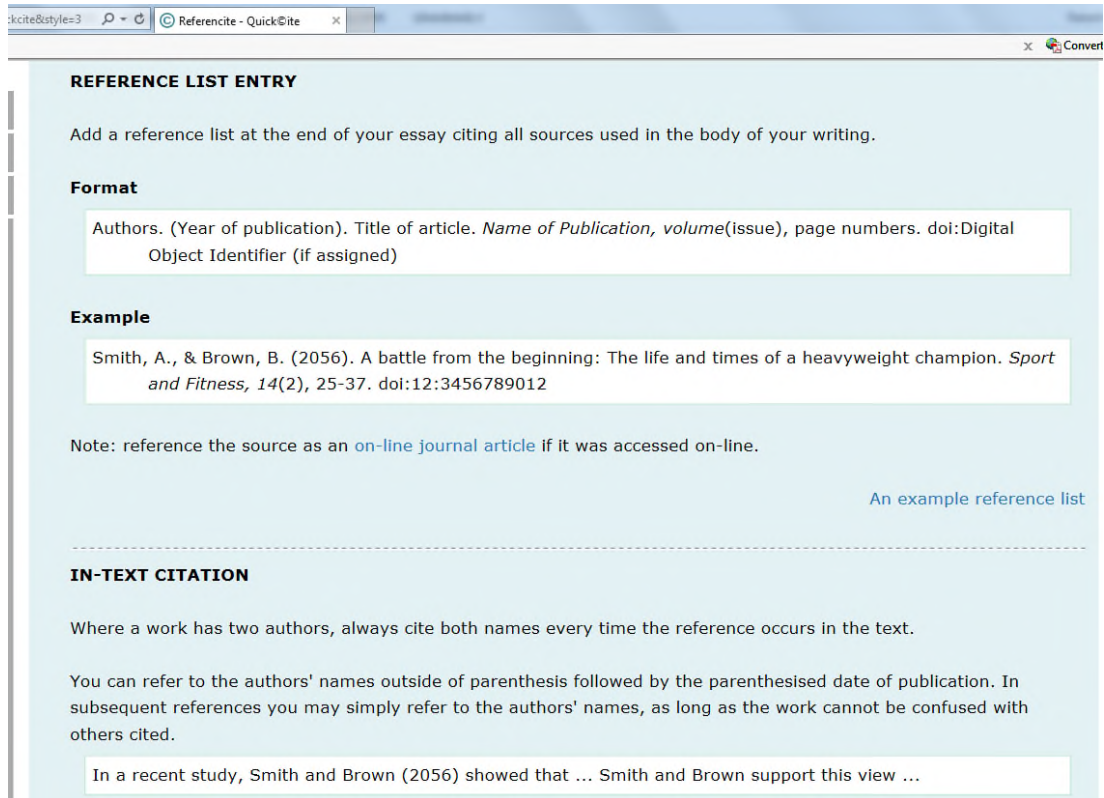 ckcite&style=3
Referencite - Quick©ite
x Convert
REFERENCE LIST ENTRY
Add a reference list at the end of your essay citing all sources used in the body of your writing.
Format
Authors. (Year of publication). Title of article. Name of Publication, volume(issue), page numbers. doi:Digital
Object Identifier (if assigned)
Example
Smith, A., & Brown, B. (2056). A battle from the beginning: The life and times of a heavyweight champion. Sport
and Fitness, 14(2), 25-37. doi:12:3456789012
Note: reference the source as an on-line journal article if it was accessed on-line.
An example reference list
IN-TEXT CITATION
Where a work has two authors, always cite both names every time the reference occurs in the text.
You can refer to the authors' names outside of parenthesis followed by the parenthesised date of publication. In
subsequent references you may simply refer to the authors' names, as long as the work cannot be confused with
others cited.
In a recent study, Smith and Brown (2056) showed that ... Smith and Brown support this view ...